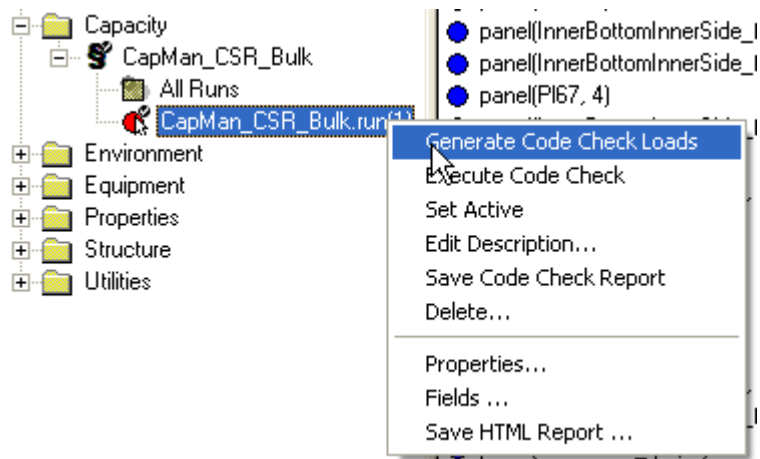 Capacity
CapMan_CSR_Bulk
All Runs
CapMan_CSR_Bulk.run(1)
Environment
Equipment
Properties
Structure
Utilities
panel(InnerBottomInnerSide_
panel(InnerBottomInnerSide_
panel(Pl67, 4)
Generate Code Check Loads
Execute Code Check
Set Active
Edit Description...
Save Code Check Report
Delete...
Properties...
Fields ...
Save HTML Report ...